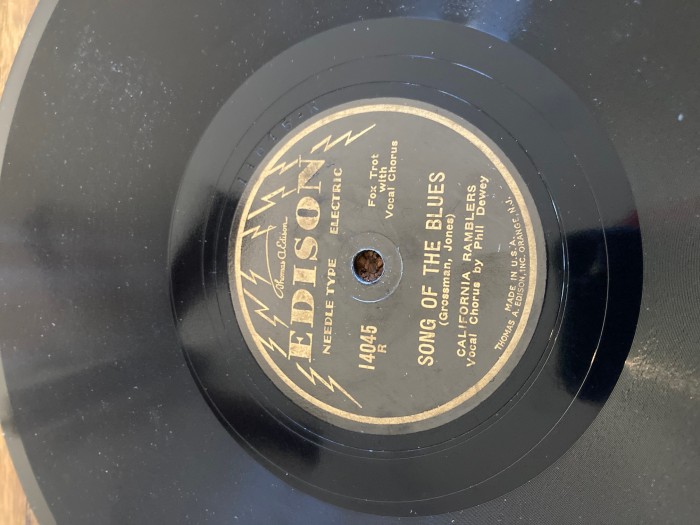 Thomas A Edison
EDISON
NEEDLE TYPE ELECTRIC
14045
R
Fox Trot
with
Vocal Chorus
SONG OF THE BLUES
(Grossman, Jones)
CALIFORNIA RAMBLERS
Vocal Chorus by Phil Dewey
MADE IN U.S.A.
THOMAS A. EDISON, INC. ORANGE, N.J.